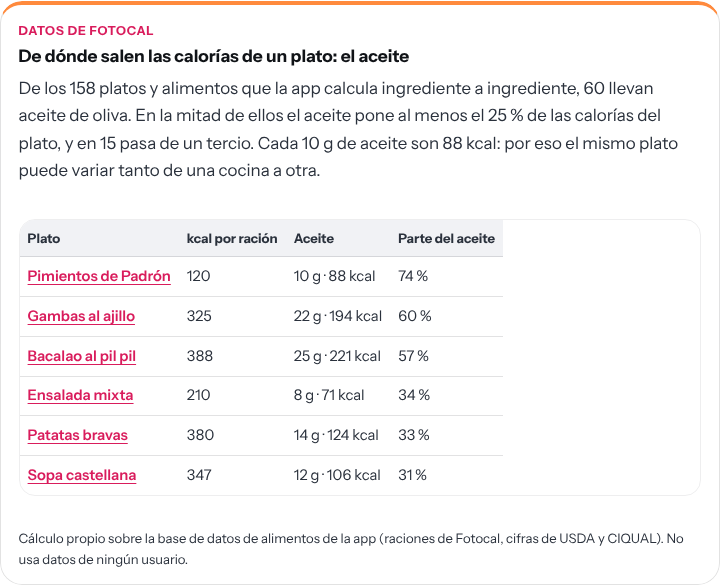 DATOS DE FOTOCAL
De dónde salen las calorías de un plato: el aceite
De los 158 platos y alimentos que la app calcula ingrediente a ingrediente, 60 llevan
aceite de oliva. En la mitad de ellos el aceite pone al menos el 25 % de las calorías del
plato, y en 15 pasa de un tercio. Cada 10 g de aceite son 88 kcal: por eso el mismo plato
puede variar tanto de una cocina a otra.
Plato kcal por ración Aceite Parte del aceite
Pimientos de Padrón 120 10 g · 88 kcal 74 %
Gambas al ajillo 325 22 g · 194 kcal 60 %
Bacalao al pil pil 388 25 g · 221 kcal 57 %
Ensalada mixta 210 8 g · 71 kcal 34 %
Patatas bravas 380 14 g · 124 kcal 33 %
Sopa castellana 347 12 g · 106 kcal 31 %
Cálculo propio sobre la base de datos de alimentos de la app (raciones de Fotocal, cifras de USDA y CIQUAL). No
usa datos de ningún usuario.